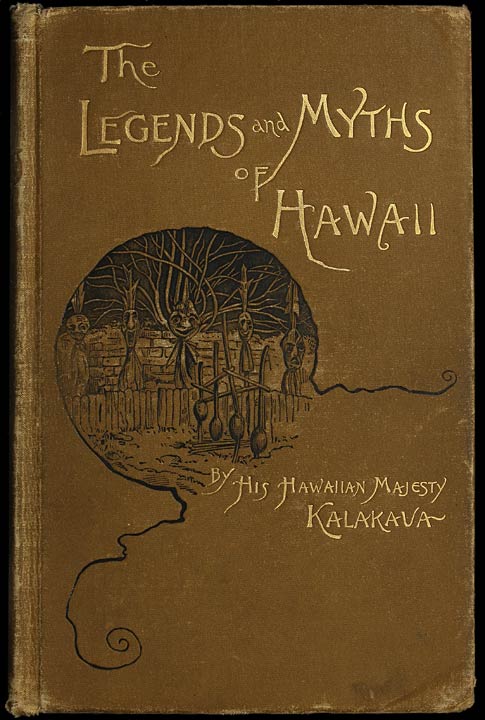 The
LEGENDS and MYTHS
OF
HAWAII
BY HIS HAWAIIAN MAJESTY
KALAKAUA